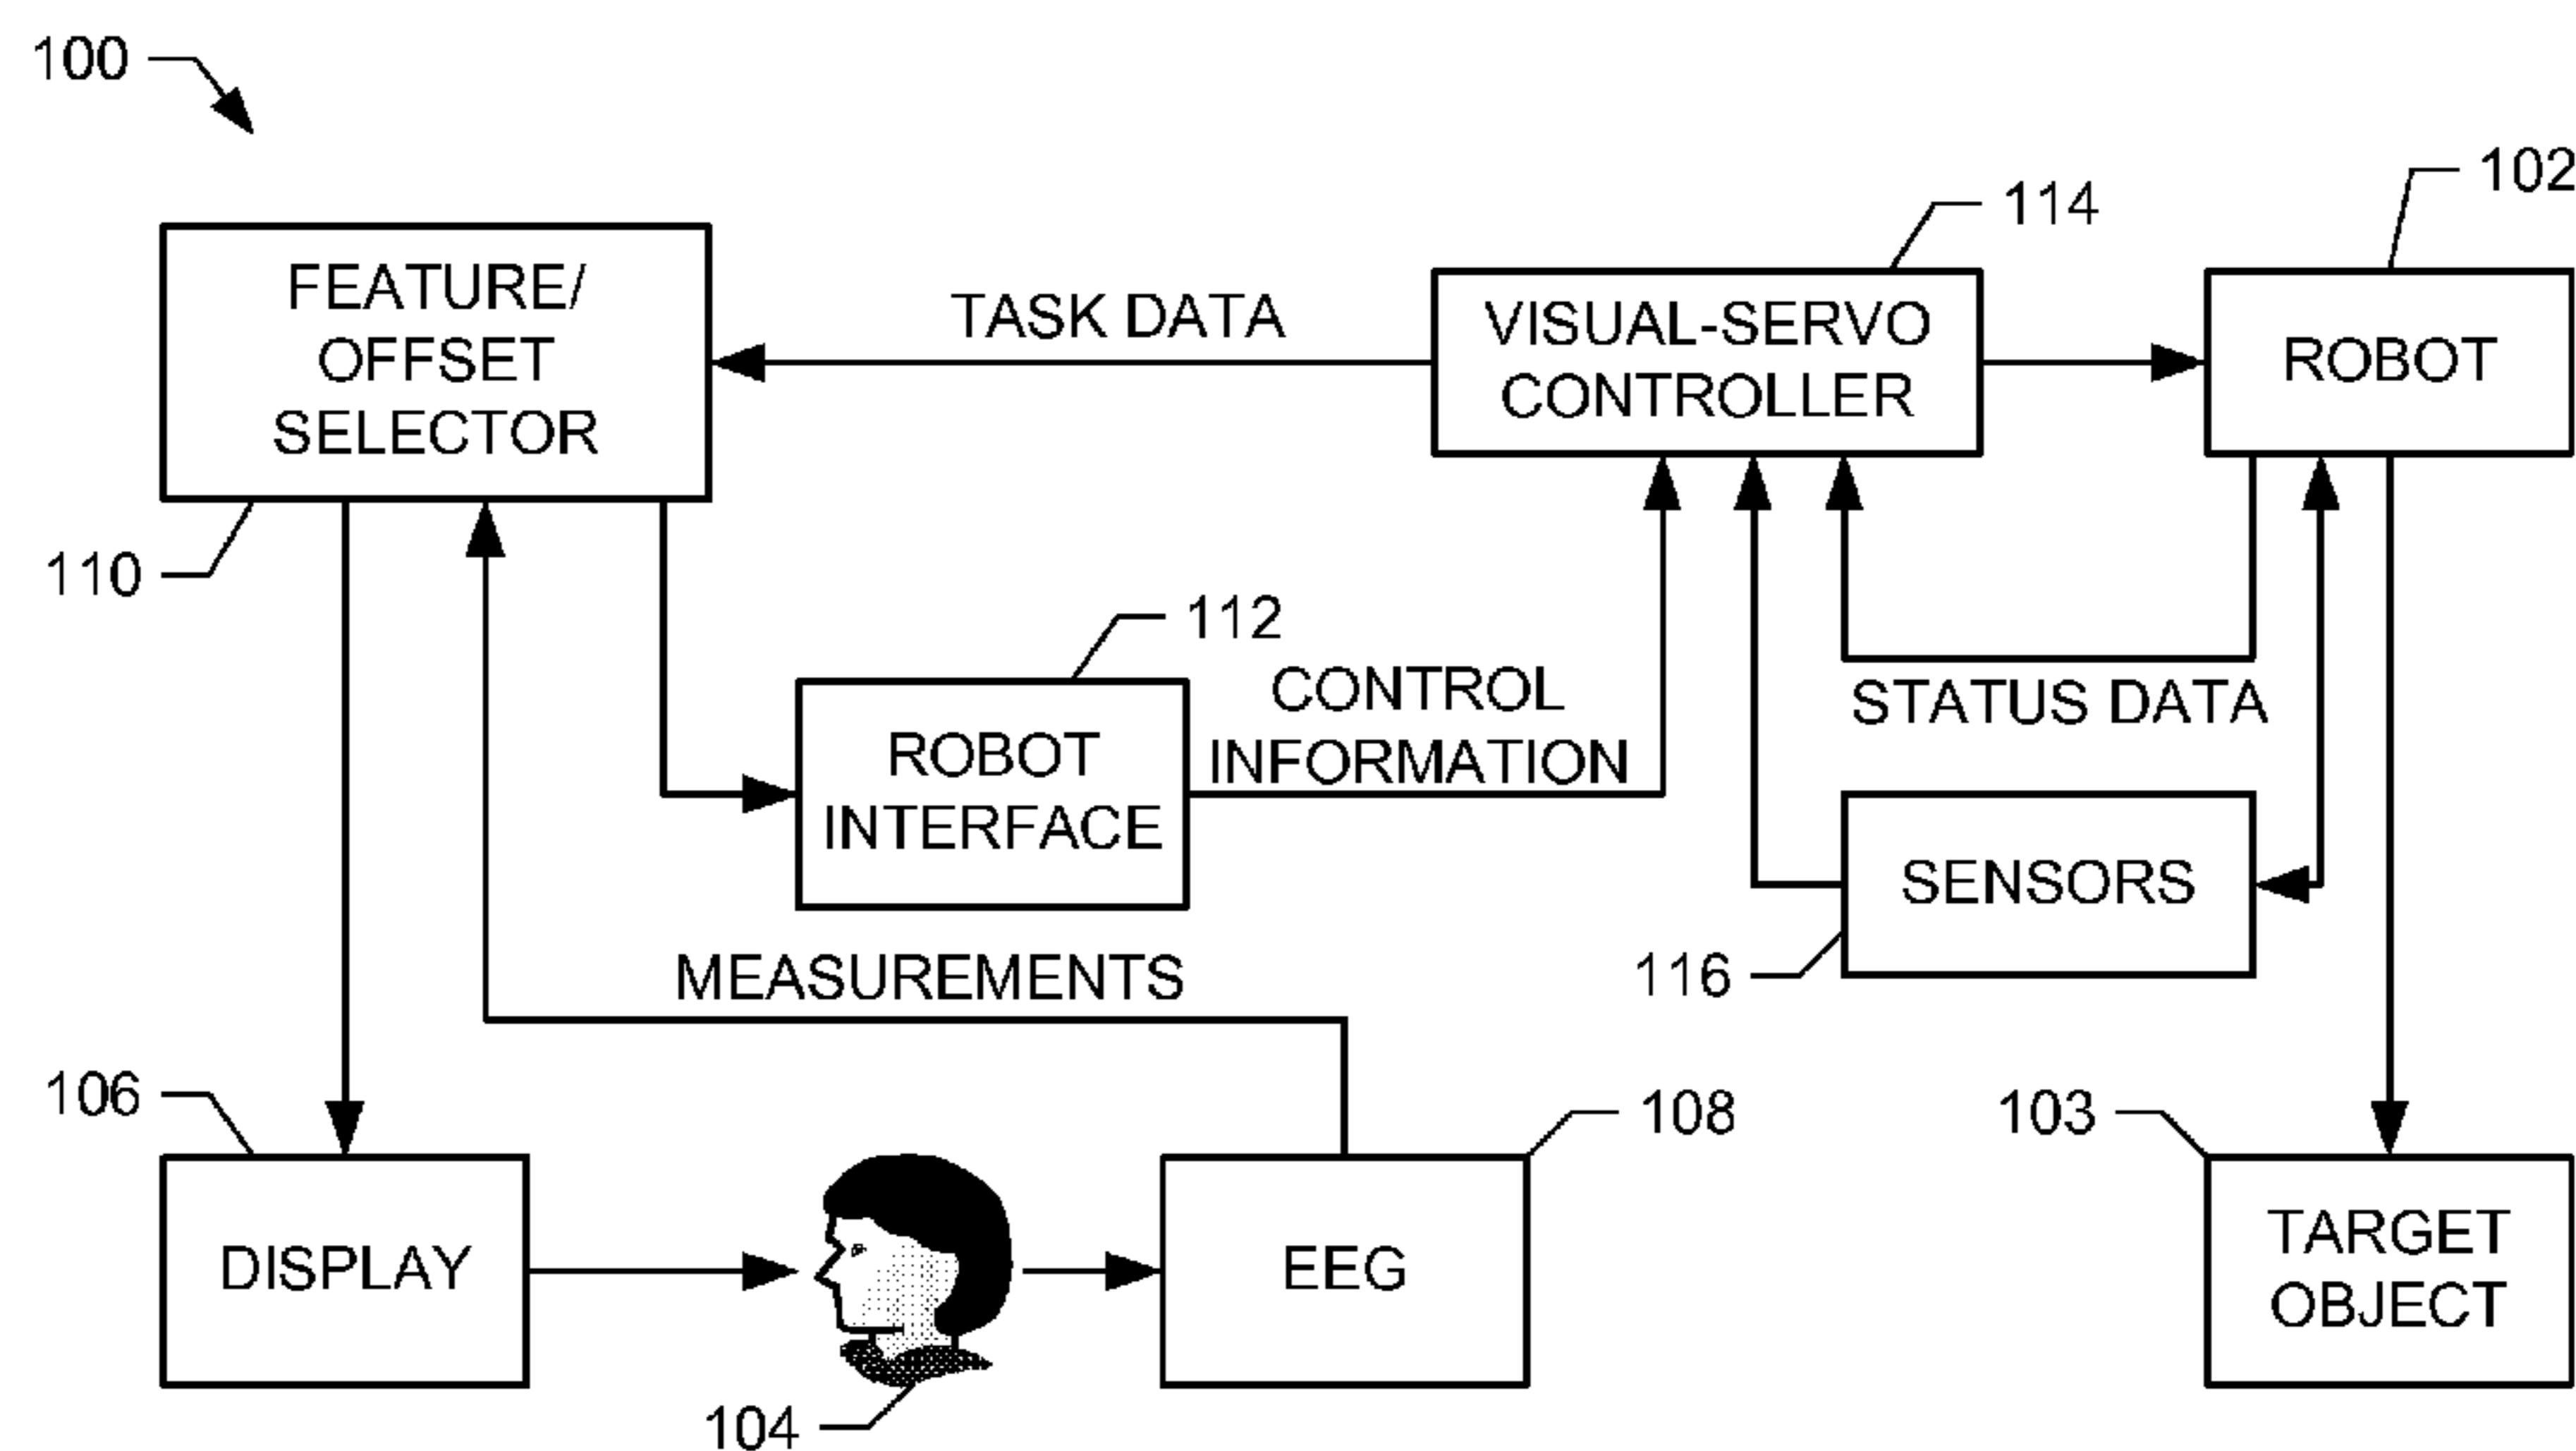 100
102
114
FEATURE/
OFFSET
SELECTOR
TASK DATA
VISUAL-SERVO
CONTROLLER
ROBOT
110
112
CONTROL
INFORMATION
STATUS DATA
ROBOT
INTERFACE
SENSORS
116
MEASUREMENTS
106
108
103
DISPLAY
EEG
TARGET
OBJECT
104